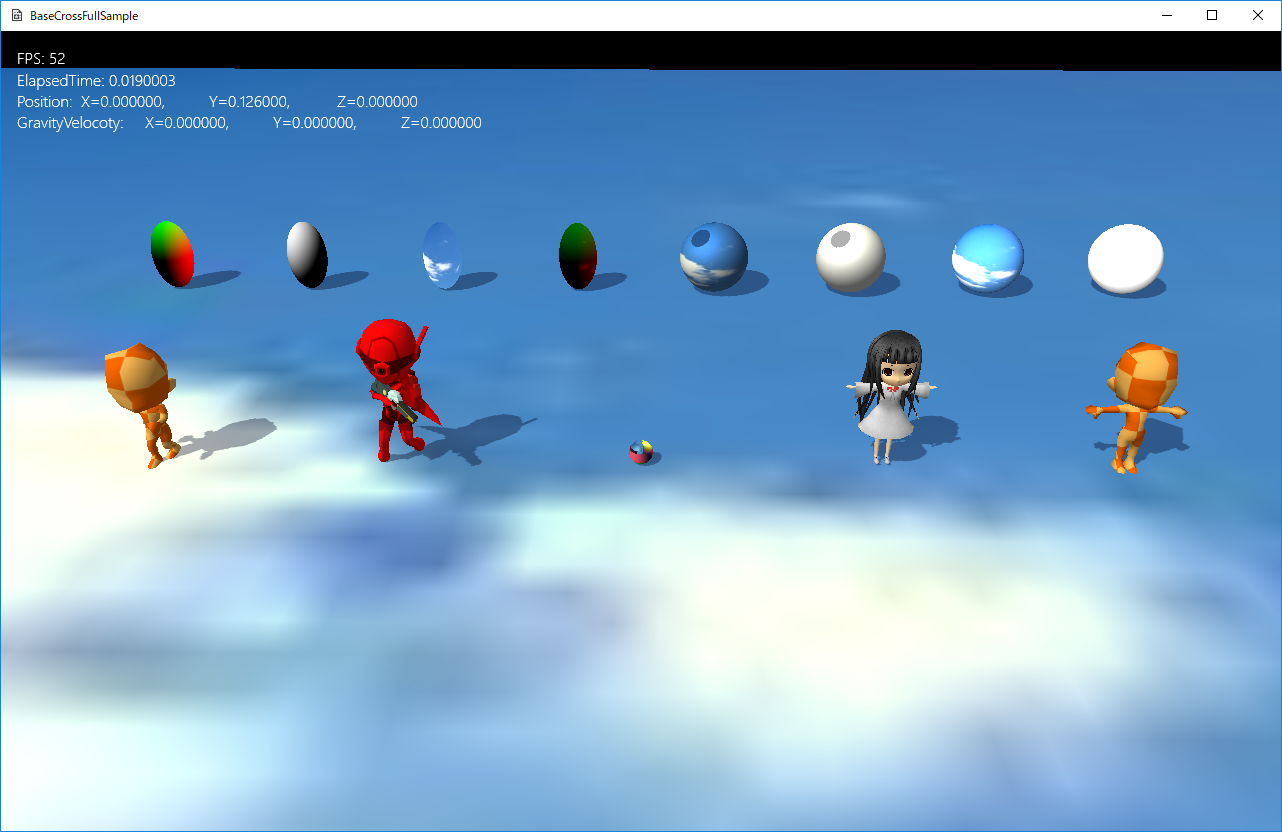 BaseCrossFullSample
FPS: 52
ElapsedTime: 0.0190003
Position: X=0.000000, Y=0.126000, Z=0.000000
GravityVelocoty: X=0.000000, Y=0.000000, Z=0.000000